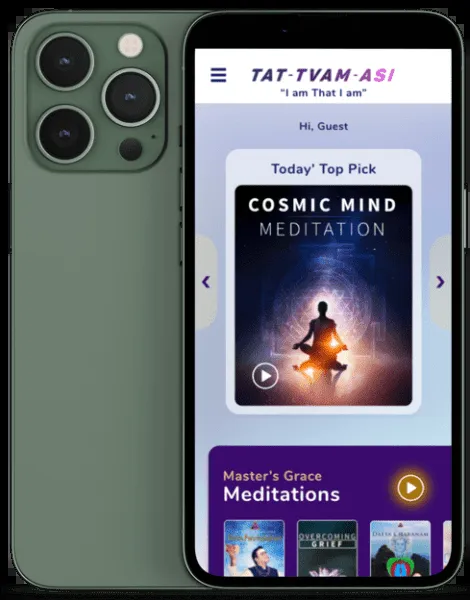 TAT-TVAM-ASI
"I am That I am"
Hi, Guest
Today' Top Pick
COSMIC MIND
MEDITATION
Master's Grace
Meditations
OVERCOMING
GRIEF